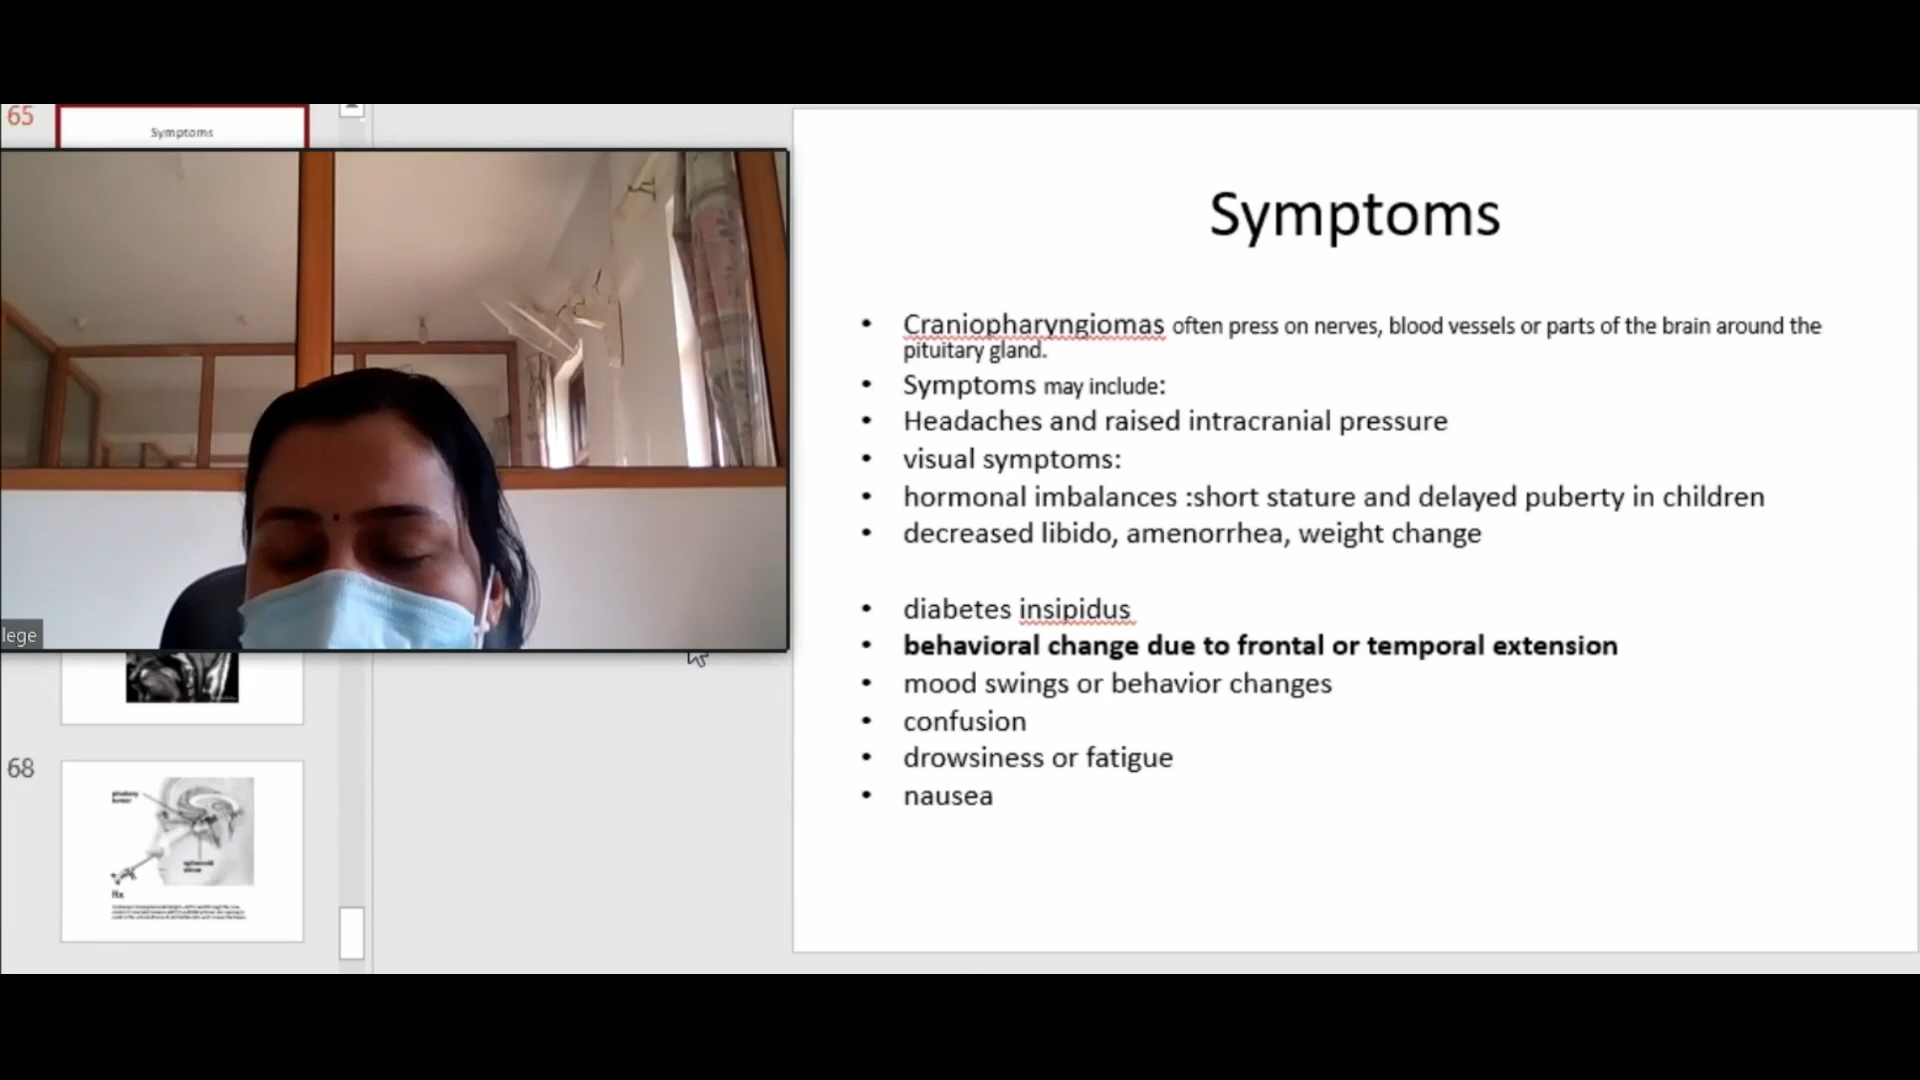 65
Symptoms
lege
68
Rx
Symptoms
• Craniopharyngiomas often press on nerves, blood vessels or parts of the brain around the
pituitary gland.
• Symptoms may include:
• Headaches and raised intracranial pressure
• visual symptoms:
• hormonal imbalances :short stature and delayed puberty in children
• decreased libido, amenorrhea, weight change
• diabetes insipidus
• behavioral change due to frontal or temporal extension
• mood swings or behavior changes
• confusion
• drowsiness or fatigue
• nausea